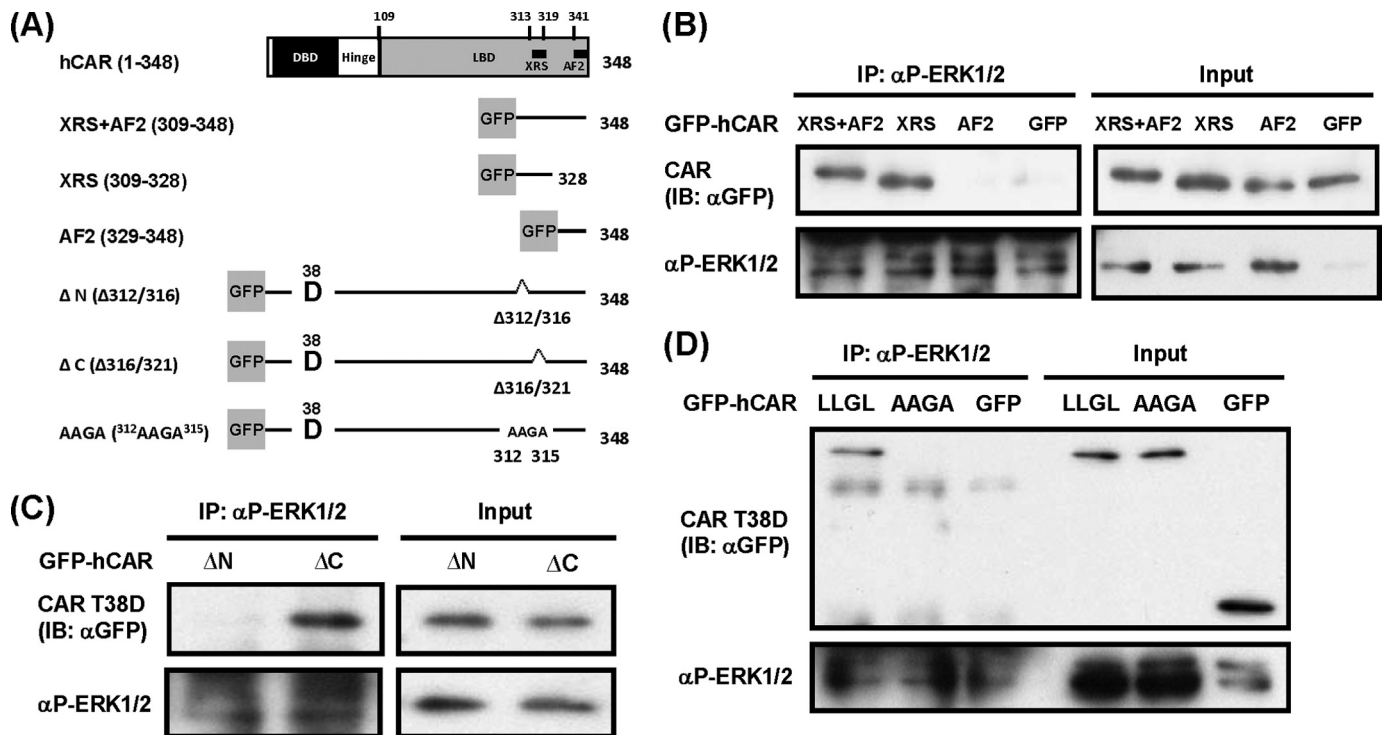 (A)
109 313 319 341
hCAR (1-348) DBD Hinge LBD XRS AF2 348
XRS+AF2 (309-348) GFP 348
XRS (309-328) GFP 328
AF2 (329-348) GFP 348
Δ N (Δ312/316) GFP 38 D 348
Δ312/316
Δ C (Δ316/321) GFP 38 D 348
Δ316/321
AAGA (³¹²AAGA³¹⁵) GFP 38 D AAGA 348
312 315
(B)
IP: αP-ERK1/2 Input
GFP-hCAR XRS+AF2 XRS AF2 GFP XRS+AF2 XRS AF2 GFP
CAR
(IB: αGFP)
αP-ERK1/2
(C)
IP: αP-ERK1/2 Input
GFP-hCAR ΔN ΔC ΔN ΔC
CAR T38D
(IB: αGFP)
αP-ERK1/2
(D)
IP: αP-ERK1/2 Input
GFP-hCAR LLGL AAGA GFP LLGL AAGA GFP
CAR T38D
(IB: αGFP)
αP-ERK1/2